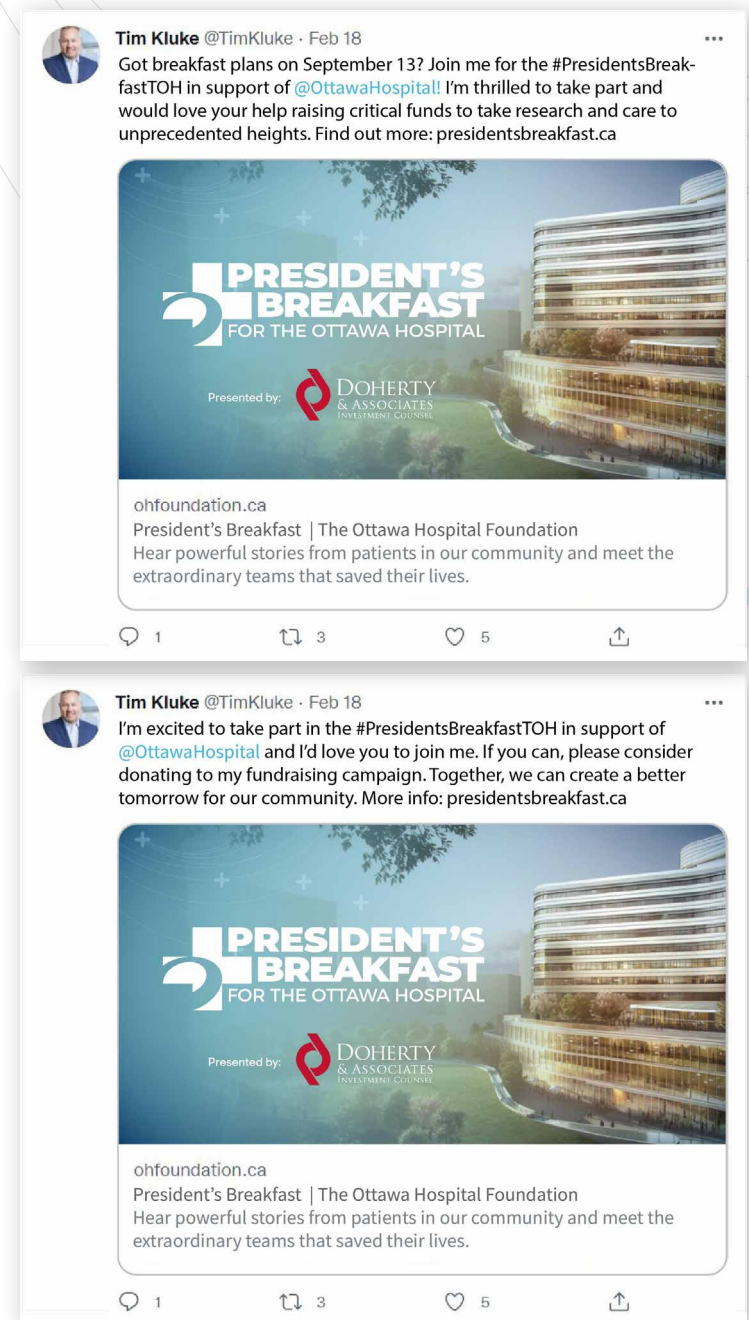 Tim Kluke @TimKluke · Feb 18
Got breakfast plans on September 13? Join me for the #PresidentsBreak-
fastTOH in support of @OttawaHospital! I'm thrilled to take part and
would love your help raising critical funds to take research and care to
unprecedented heights. Find out more: presidentsbreakfast.ca
PRESIDENT'S
BREAKFAST
FOR THE OTTAWA HOSPITAL
Presented by:
DOHERTY
& ASSOCIATES
INVESTMENT COUNSEL
ohfoundation.ca
President's Breakfast | The Ottawa Hospital Foundation
Hear powerful stories from patients in our community and meet the
extraordinary teams that saved their lives.
1 3 5
Tim Kluke @TimKluke · Feb 18
I'm excited to take part in the #PresidentsBreakfastTOH in support of
@OttawaHospital and I'd love you to join me. If you can, please consider
donating to my fundraising campaign. Together, we can create a better
tomorrow for our community. More info: presidentsbreakfast.ca
PRESIDENT'S
BREAKFAST
FOR THE OTTAWA HOSPITAL
Presented by:
DOHERTY
& ASSOCIATES
INVESTMENT COUNSEL
ohfoundation.ca
President's Breakfast | The Ottawa Hospital Foundation
Hear powerful stories from patients in our community and meet the
extraordinary teams that saved their lives.
1 3 5